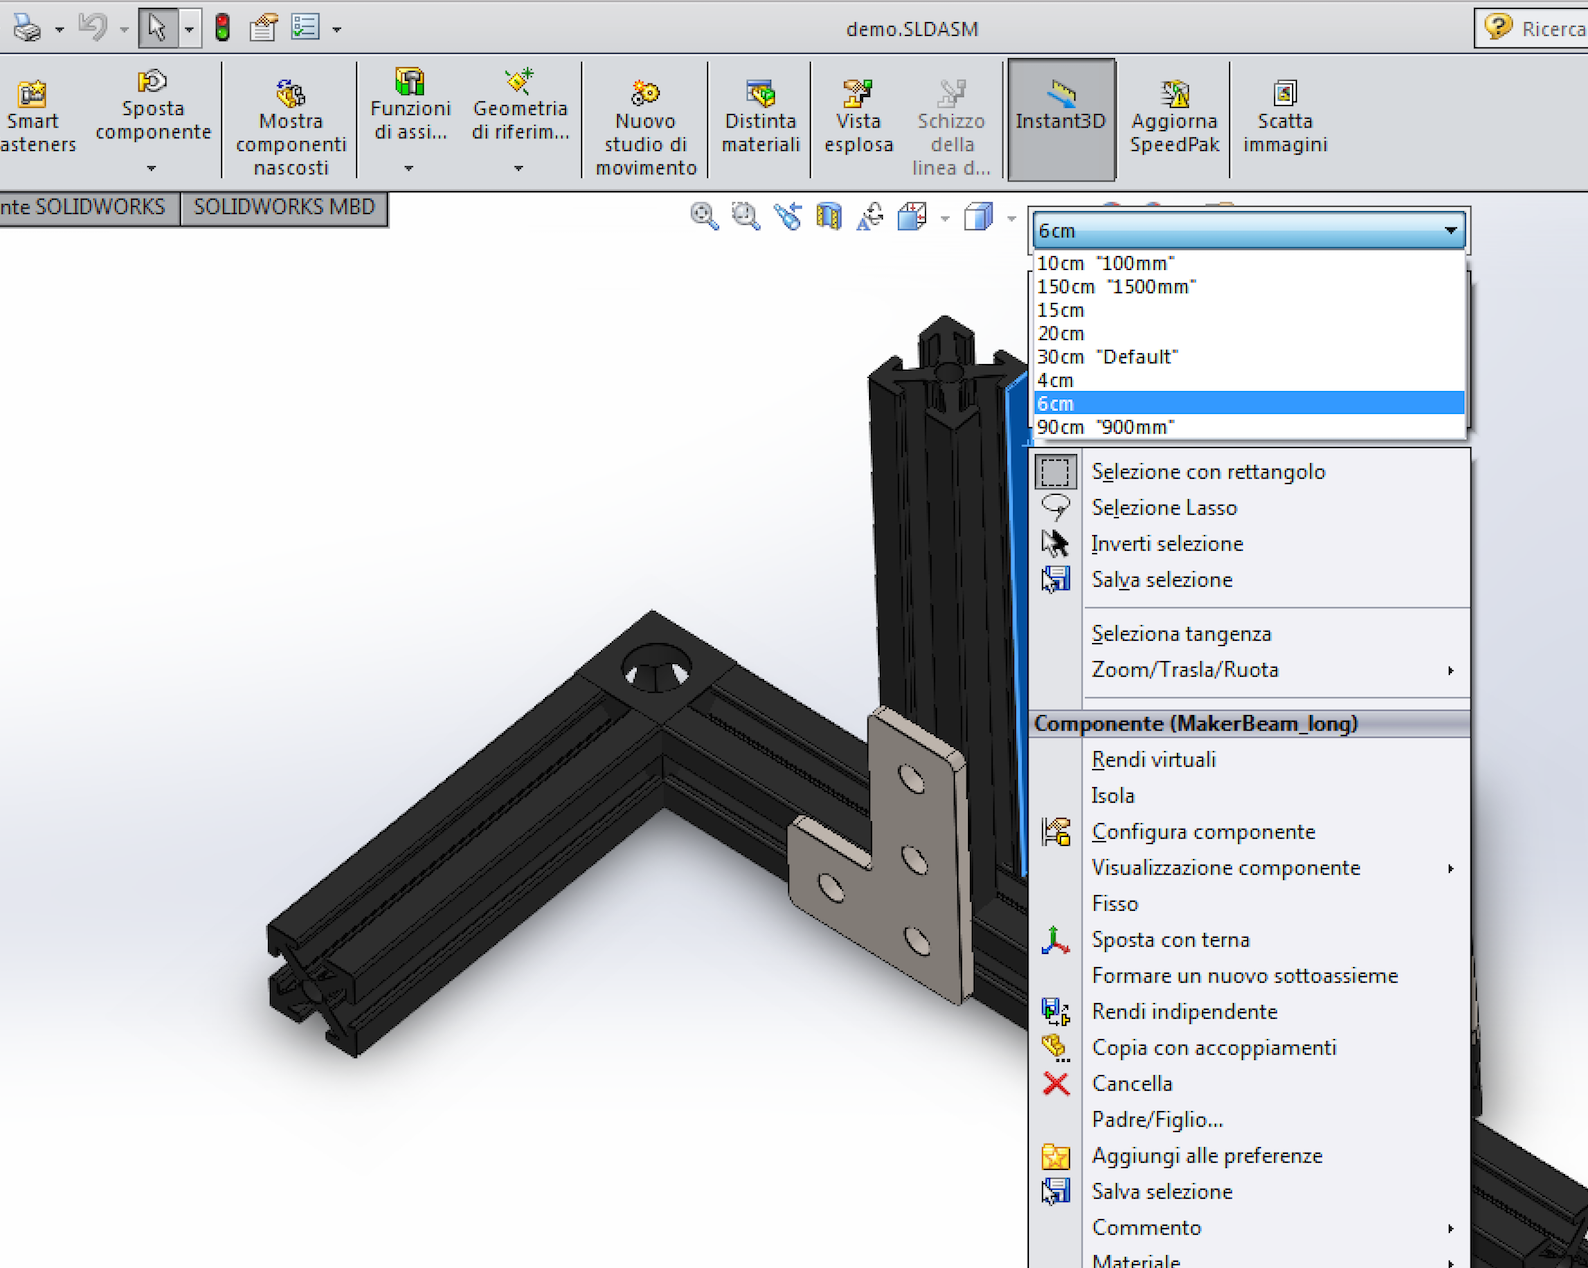 demo.SLDASM
Ricerca
Smart
asteners
Sposta
componente
Mostra
componenti
nascosti
Funzioni
di assi...
Geometria
di riferim...
Nuovo
studio di
movimento
Distinta
materiali
Vista
esplosa
Schizzo
della
linea d...
Instant3D
Aggiorna
SpeedPak
Scatta
immagini
nte SOLIDWORKS
SOLIDWORKS MBD
6cm
10cm "100mm"
150cm "1500mm"
15cm
20cm
30cm "Default"
4cm
6cm
90cm "900mm"
Selezione con rettangolo
Selezione Lasso
Inverti selezione
Salva selezione
Seleziona tangenza
Zoom/Trasla/Ruota
Componente (MakerBeam_long)
Rendi virtuali
Isola
Configura componente
Visualizzazione componente
Fisso
Sposta con terna
Formare un nuovo sottoassieme
Rendi indipendente
Copia con accoppiamenti
Cancella
Padre/Figlio...
Aggiungi alle preferenze
Salva selezione
Commento
Materiale